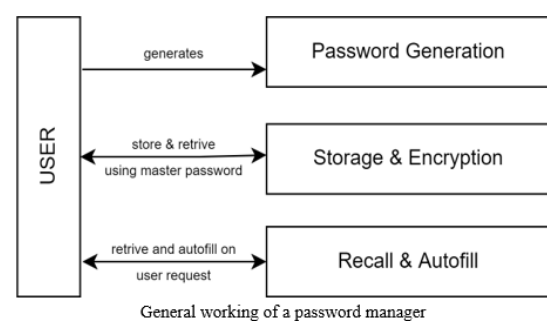 USER
generates
Password Generation
store & retrive
using master password
Storage & Encryption
retrive and autofill on
user request
Recall & Autofill
General working of a password manager